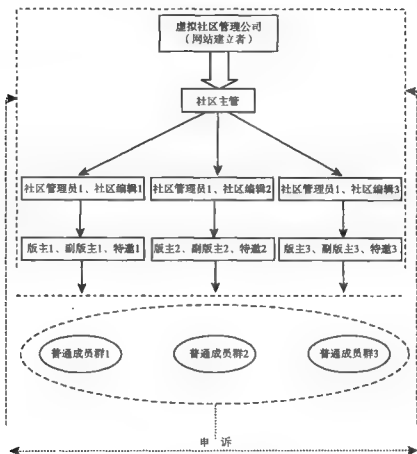 虚拟社区管理公司
（网站建立者）
社区主管
社区管理员1、社区编辑1
社区管理员1、社区编辑2
社区管理员1、社区编辑3
版主1、副版主1、特邀1
版主2、副版主2、特邀2
版主3、副版主3、特邀3
普通成员群1
普通成员群2
普通成员群3
申 诉